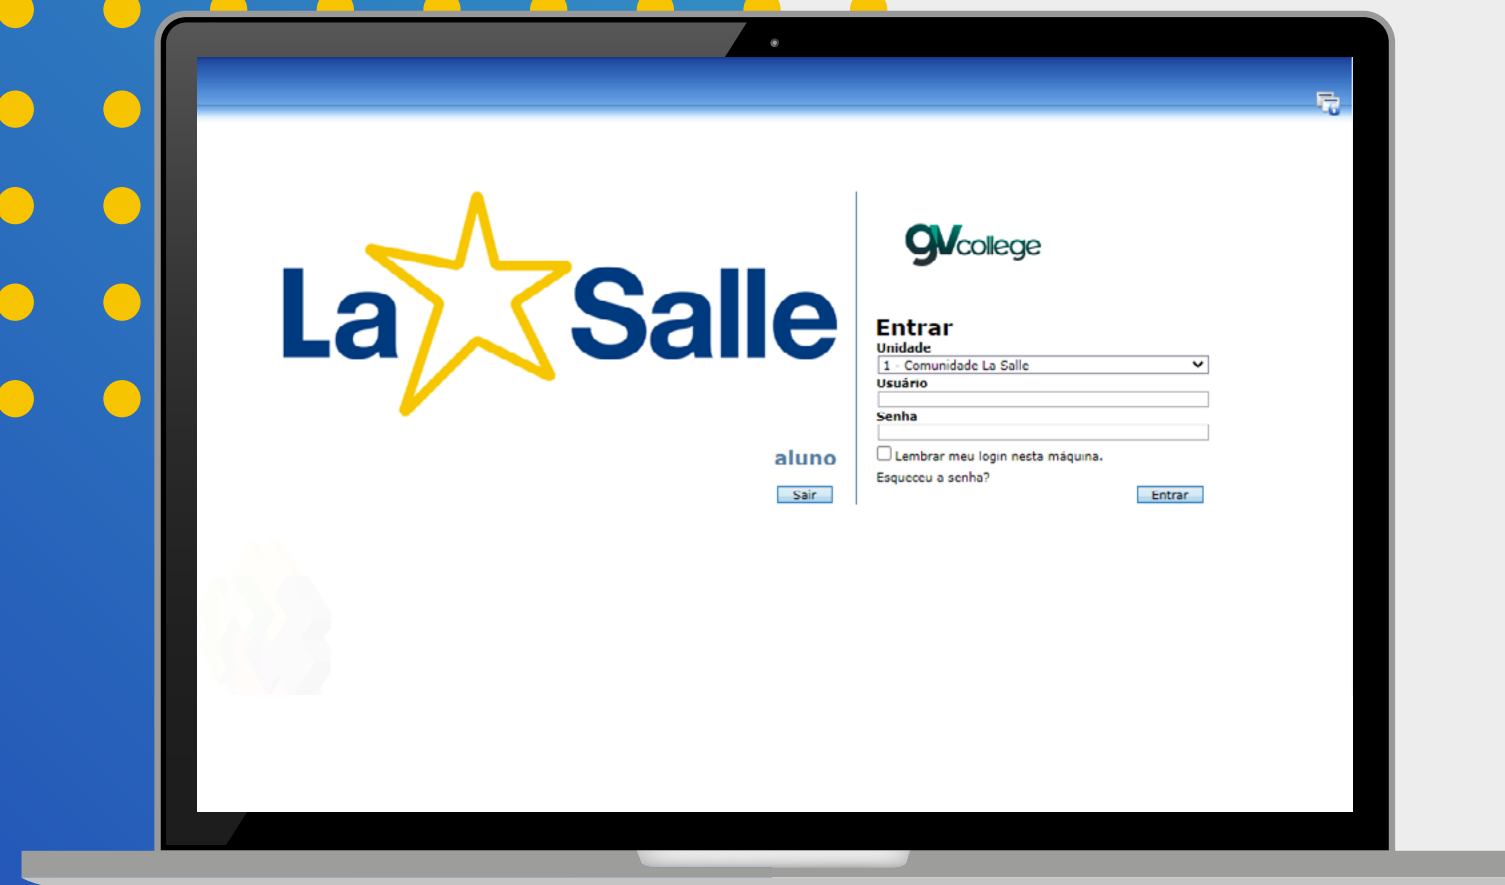 La Salle
aluno
Sair
gvcollege
Entrar
Unidade
1 - Comunidade La Salle
Usuário
Senha
Lembrar meu login nesta máquina.
Esqueceu a senha?
Entrar